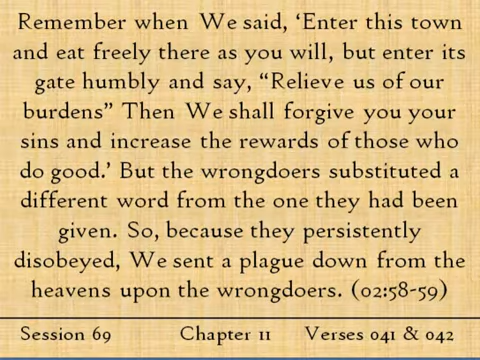 Remember when We said, ‘Enter this town
and eat freely there as you will, but enter its
gate humbly and say, “Relieve us of our
burdens” Then We shall forgive you your
sins and increase the rewards of those who
do good.’ But the wrongdoers substituted a
different word from the one they had been
given. So, because they persistently
disobeyed, We sent a plague down from the
heavens upon the wrongdoers. (02:58-59)
Session 69 Chapter 11 Verses 041 & 042